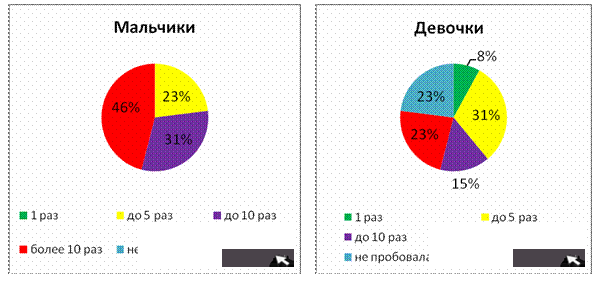 Мальчики
23%
31%
46%
1 раз до 5 раз до 10 раз
более 10 раз не
Девочки
8%
31%
15%
23%
23%
1 раз до 5 раз
до 10 раз
не пробовала